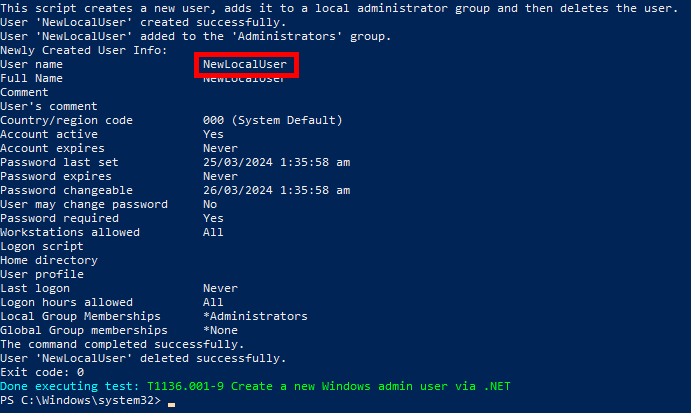 This script creates a new user, adds it to a local administrator group and then deletes the user.
User 'NewLocalUser' created successfully.
User 'NewLocalUser' added to the 'Administrators' group.
Newly Created User Info:
User name NewLocalUser
Full Name NewLocalUser
Comment
User's comment
Country/region code 000 (System Default)
Account active Yes
Account expires Never
Password last set 25/03/2024 1:35:58 am
Password expires Never
Password changeable 26/03/2024 1:35:58 am
User may change password No
Password required Yes
Workstations allowed All
Logon script
Home directory
User profile
Last logon Never
Logon hours allowed All
Local Group Memberships *Administrators
Global Group memberships *None
The command completed successfully.
User 'NewLocalUser' deleted successfully.
Exit code: 0
Done executing test: T1136.001-9 Create a new Windows admin user via .NET
PS C:\Windows\system32>